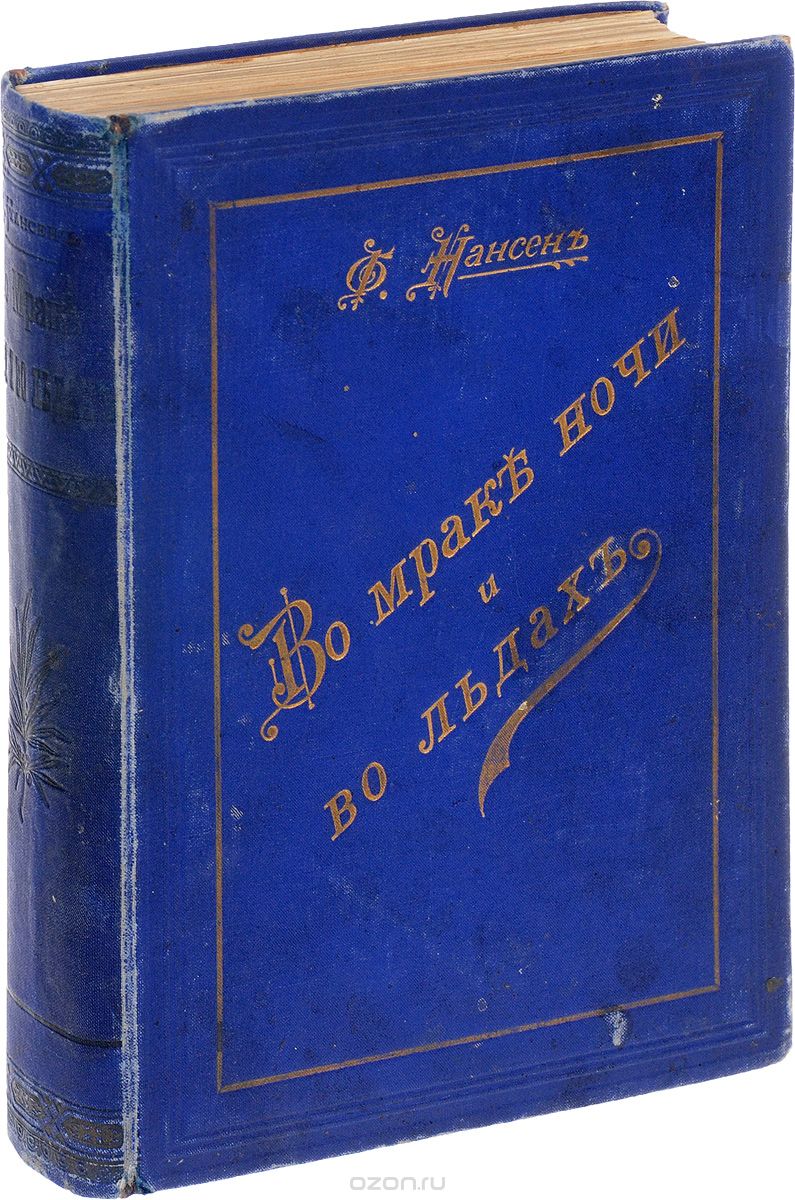 Ф. Нансенъ
Во мракѣ ночи
и
во льдахъ
ozon.ru